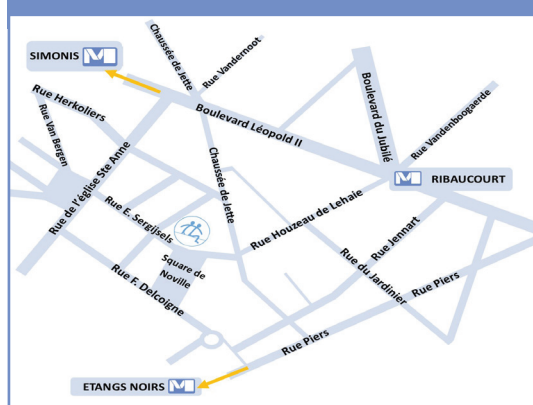 SIMONIS
Chaussée de Jette
Rue Vandernoot
Boulevard Léopold II
Boulevard du Jubilé
Rue Vandenboogaerde
Rue Herkoliers
Rue Van Bergen
Rue de l'église Ste Anne
Chaussée de Jette
RIBAUCOURT
Rue E. Sergijsels
Rue Houzeau de Lehaie
Rue Jennart
Square de
Noville
Rue du Jardinier
Rue F. Delcoigne
Rue Piers
Rue Piers
ETANGS NOIRS